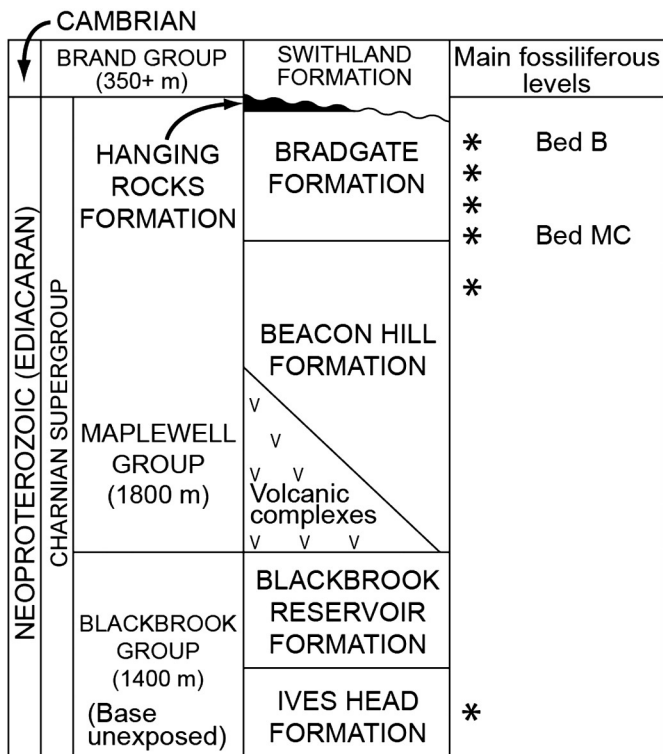 CAMBRIAN
BRAND GROUP
(350+ m)
SWITHLAND
FORMATION
Main fossiliferous
levels
HANGING
ROCKS
FORMATION
BRADGATE
FORMATION
* Bed B
*
*
* Bed MC
*
NEOPROTEROZOIC (EDIACARAN)
CHARNIAN SUPERGROUP
BEACON HILL
FORMATION
MAPLEWELL
GROUP
(1800 m)
V
V
V V
Volcanic
complexes
V V V
BLACKBROOK
RESERVOIR
FORMATION
BLACKBROOK
GROUP
(1400 m)
(Base
unexposed)
IVES HEAD
FORMATION
*